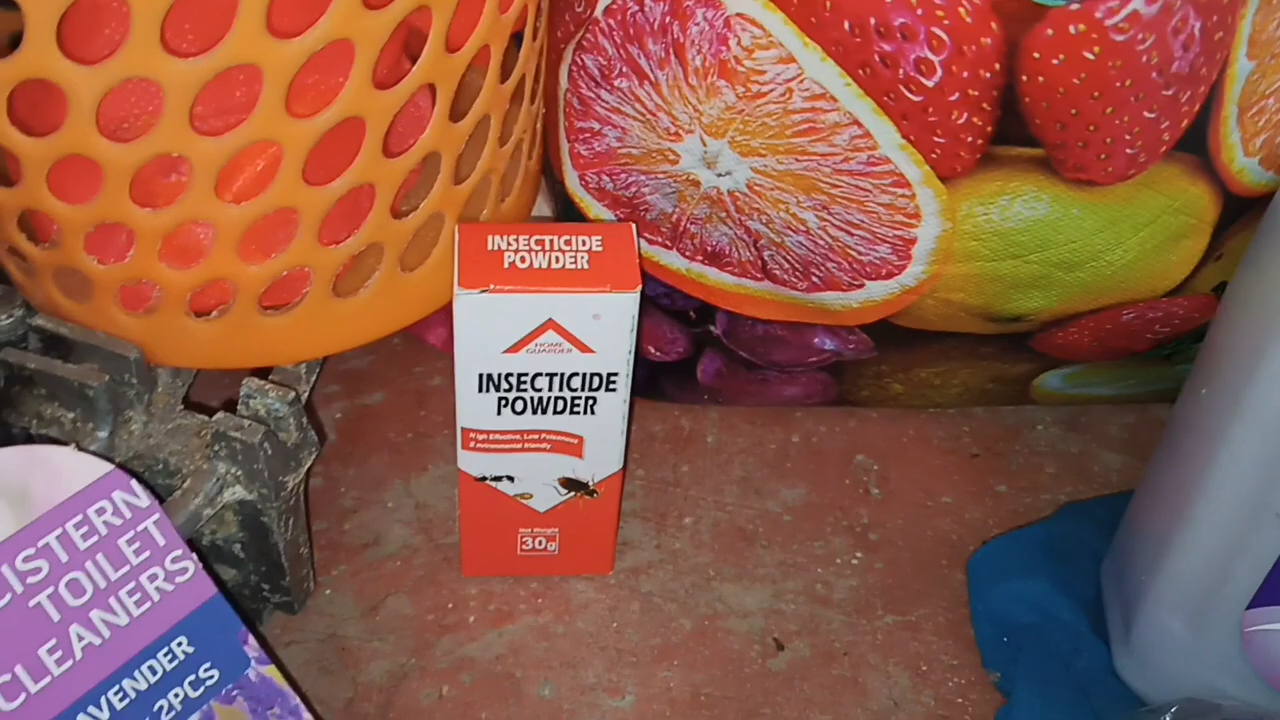 INSECTICIDE
POWDER
HOME
GUARDER
INSECTICIDE
POWDER
High Effective, Low Poisonous
Environmental friendly
Net Weight
30g
CISTERN
TOILET
CLEANERS
2PCS